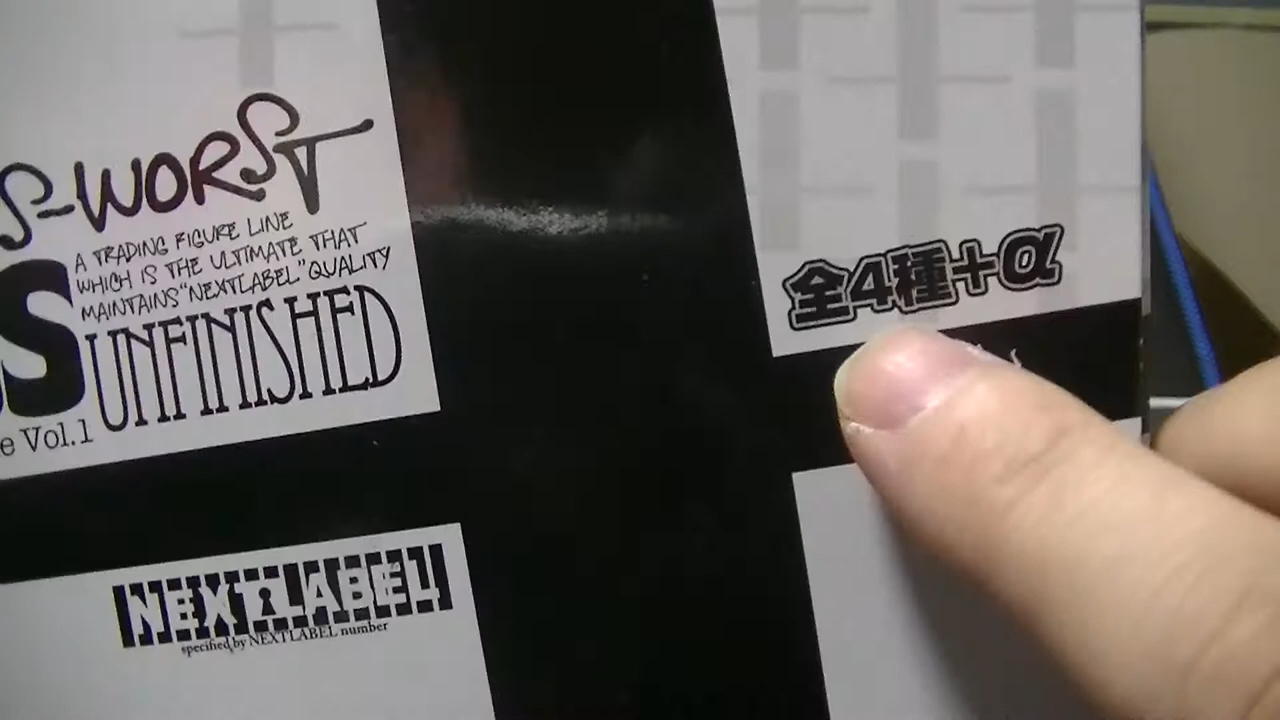 S-WORST
A TRADING FIGURE LINE
WHICH IS THE ULTIMATE, THAT
MAINTAINS "NEXTLABEL" QUALITY
S UNFINISHED
e Vol.1
全4種+α
NEXTLABEL
specified by NEXTLABEL number